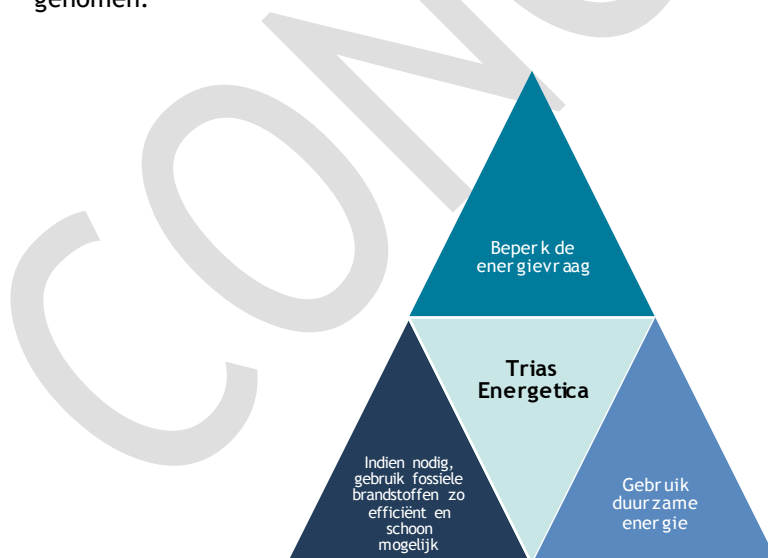 genomen.
CON
Beperk de
energievraag
Trias
Energetica
Indien nodig,
gebruik fossiele
brandstoffen zo
efficiënt en
schoon
mogelijk
Gebruik
duurzame
energie